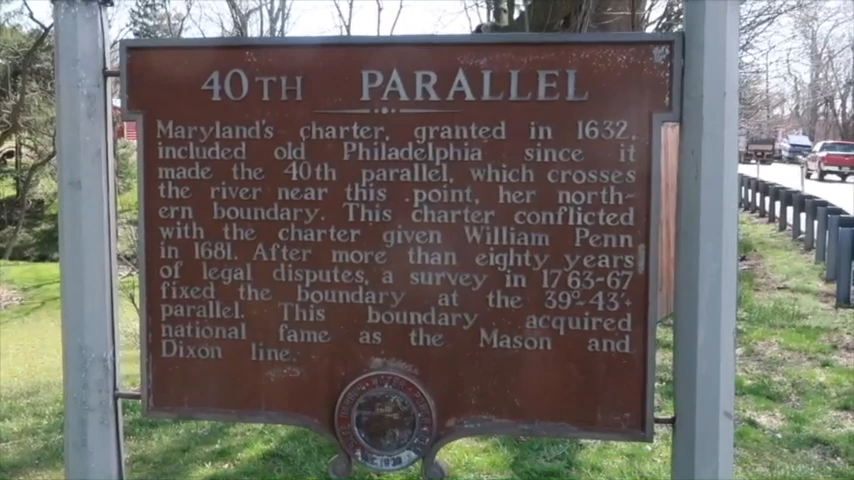 40TH PARALLEL
Maryland's charter, granted in 1632,
included old Philadelphia since it
made the 40th parallel, which crosses
the river near this point, her north-
ern boundary. This charter conflicted
with the charter given William Penn
in 1681. After more than eighty years
of legal disputes, a survey in 1763-67
fixed the boundary at the 39°-43'
parallel. This boundary acquired
national fame as the Mason and
Dixon line.